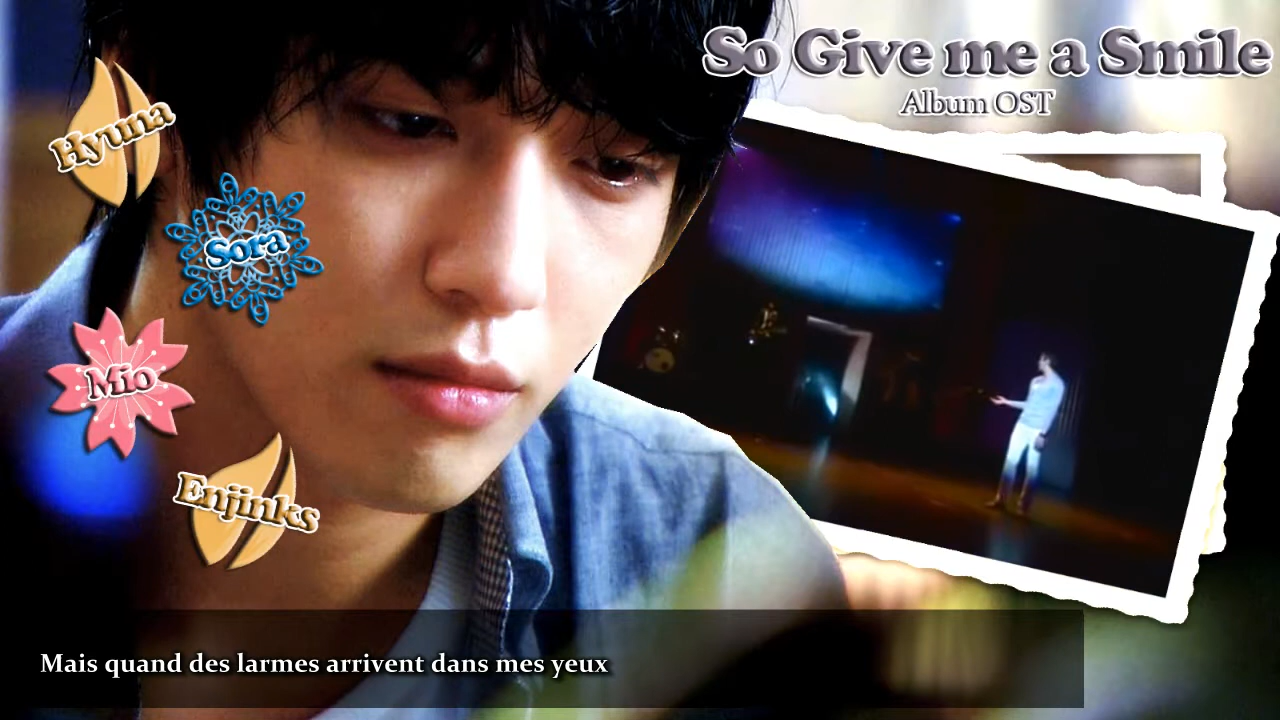 So Give me a Smile
Album OST
Hyuna
Sora
Mio
Enjinks
Mais quand des larmes arrivent dans mes yeux